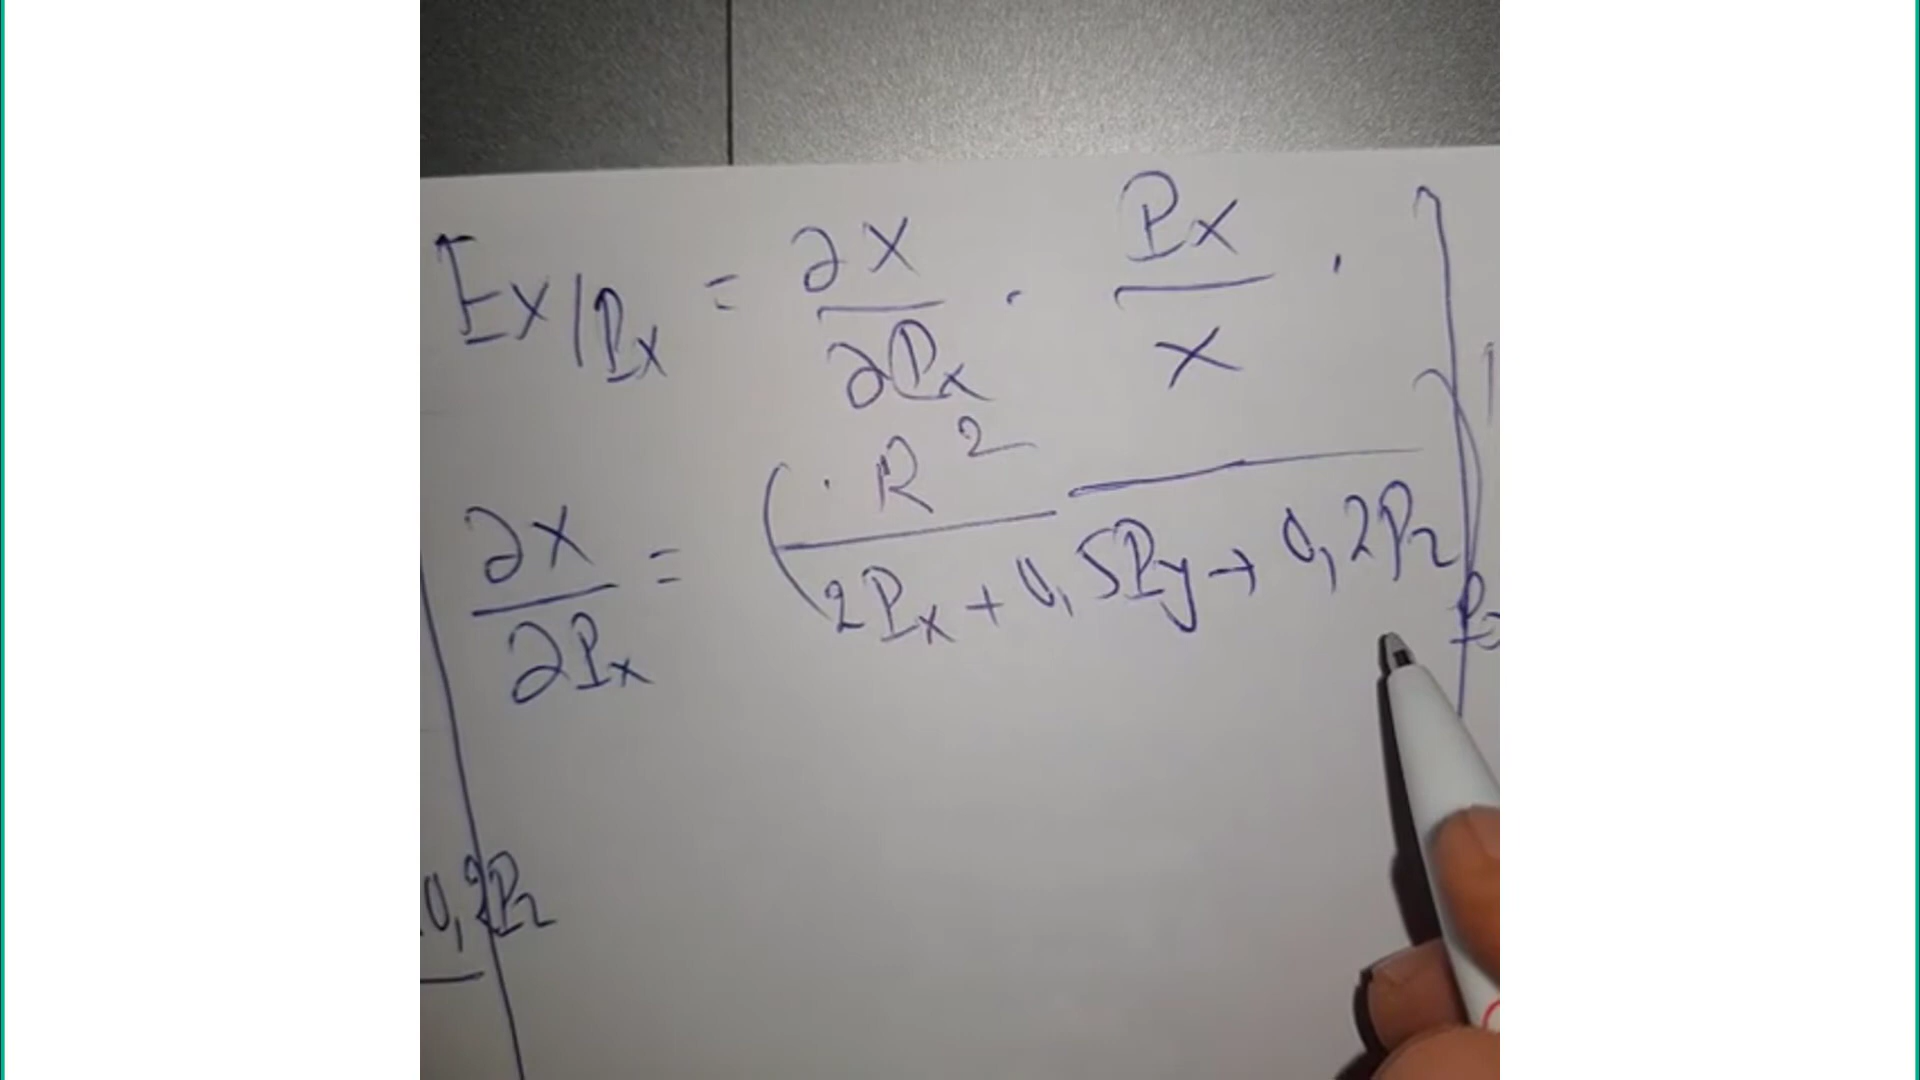 Ex/Px = ∂X/∂Px · Px/X ·
∂X/∂Px = (R²/(2Px + 0,5Py + 0,2Pz))
0,2Pz